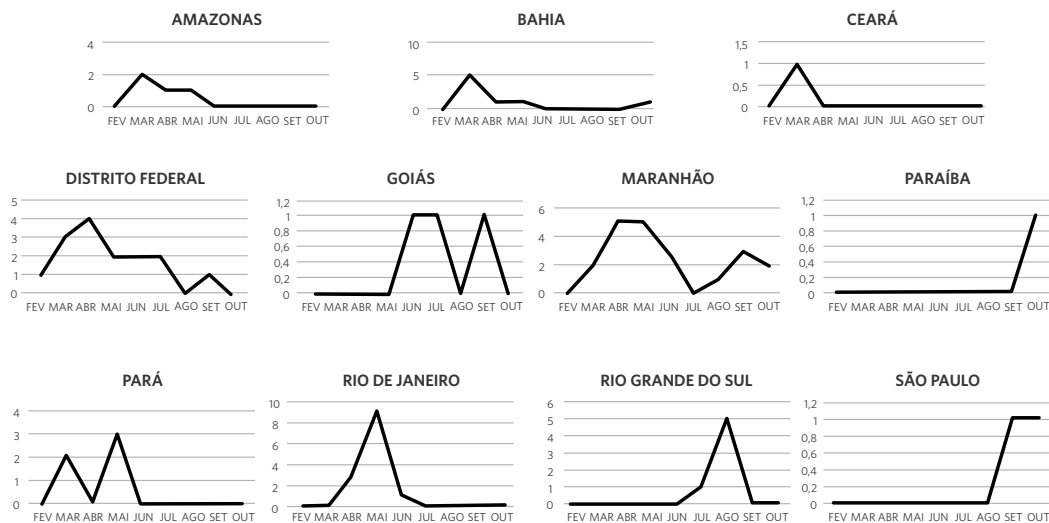 AMAZONAS
4
2
0
FEV MAR ABR MAI JUN JUL AGO SET OUT
BAHIA
10
5
0
FEV MAR ABR MAI JUN JUL AGO SET OUT
CEARÁ
1,5
1
0,5
0
FEV MAR ABR MAI JUN JUL AGO SET OUT
DISTRITO FEDERAL
5
4
3
2
1
0
FEV MAR ABR MAI JUN JUL AGO SET OUT
GOIÁS
1,2
1
0,8
0,6
0,4
0,2
0
FEV MAR ABR MAI JUN JUL AGO SET OUT
MARANHÃO
6
4
2
0
FEV MAR ABR MAI JUN JUL AGO SET OUT
PARAÍBA
1,2
1
0,8
0,6
0,4
0,2
0
FEV MAR ABR MAI JUN JUL AGO SET OUT
PARÁ
4
3
2
1
0
FEV MAR ABR MAI JUN JUL AGO SET OUT
RIO DE JANEIRO
10
8
6
4
2
0
FEV MAR ABR MAI JUN JUL AGO SET OUT
RIO GRANDE DO SUL
6
5
4
3
2
1
0
FEV MAR ABR MAI JUN JUL AGO SET OUT
SÃO PAULO
1,2
1
0,8
0,6
0,4
0,2
0
FEV MAR ABR MAI JUN JUL AGO SET OUT